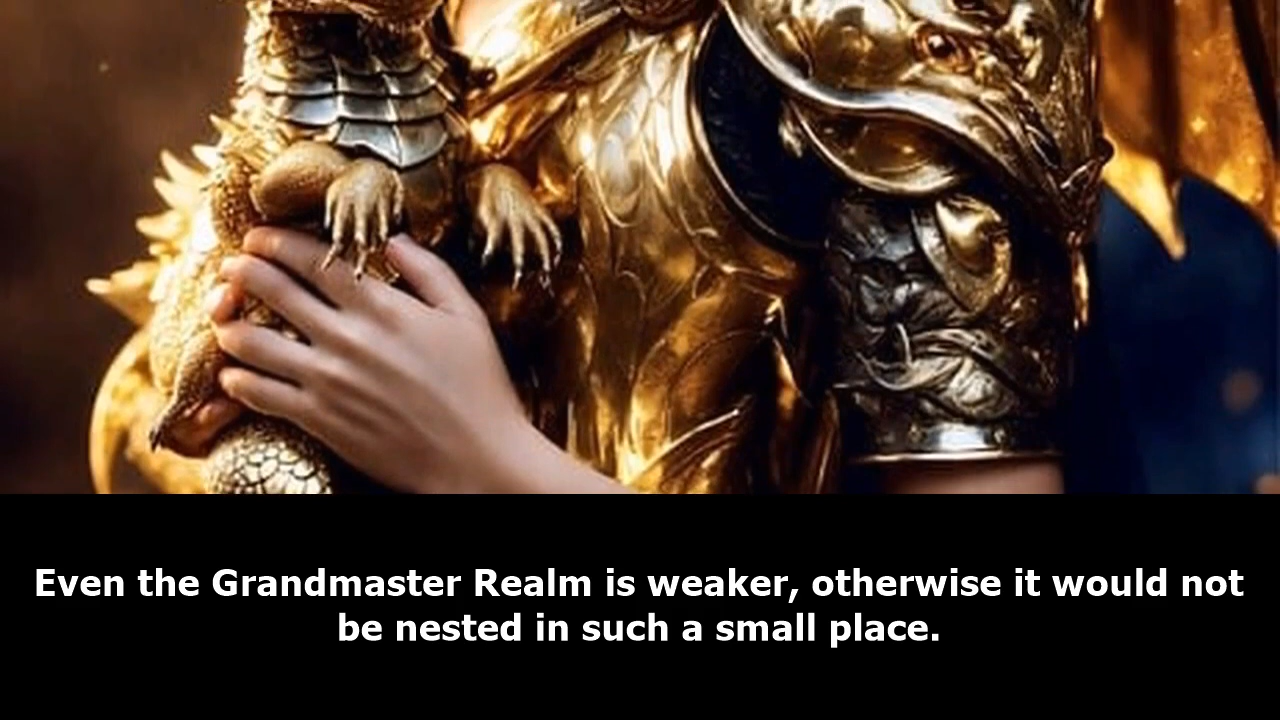 Even the Grandmaster Realm is weaker, otherwise it would not
be nested in such a small place.